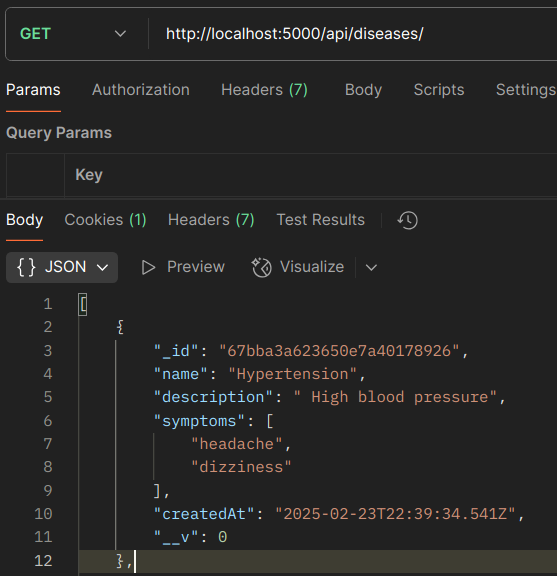 GET http://localhost:5000/api/diseases/
Params Authorization Headers (7) Body Scripts Settings
Query Params
Key
Body Cookies (1) Headers (7) Test Results
{} JSON Preview Visualize
1 [
2 {
3 "_id": "67bba3a623650e7a40178926",
4 "name": "Hypertension",
5 "description": " High blood pressure",
6 "symptoms": [
7 "headache",
8 "dizziness"
9 ],
10 "createdAt": "2025-02-23T22:39:34.541Z",
11 "__v": 0
12 },